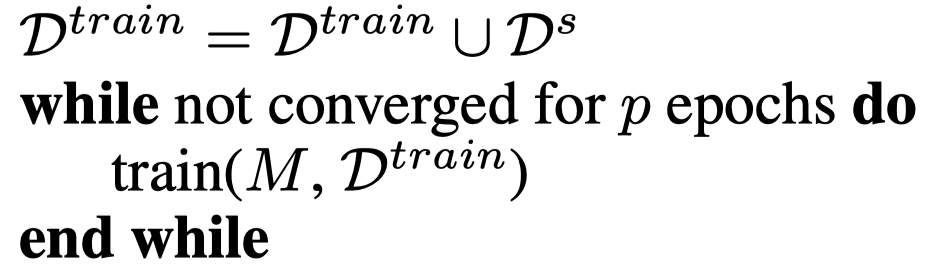 $\mathcal{D}^{train} = \mathcal{D}^{train} \cup \mathcal{D}^{s}$
**while** not converged for $p$ epochs **do**
train($M$, $\mathcal{D}^{train}$)
**end while**